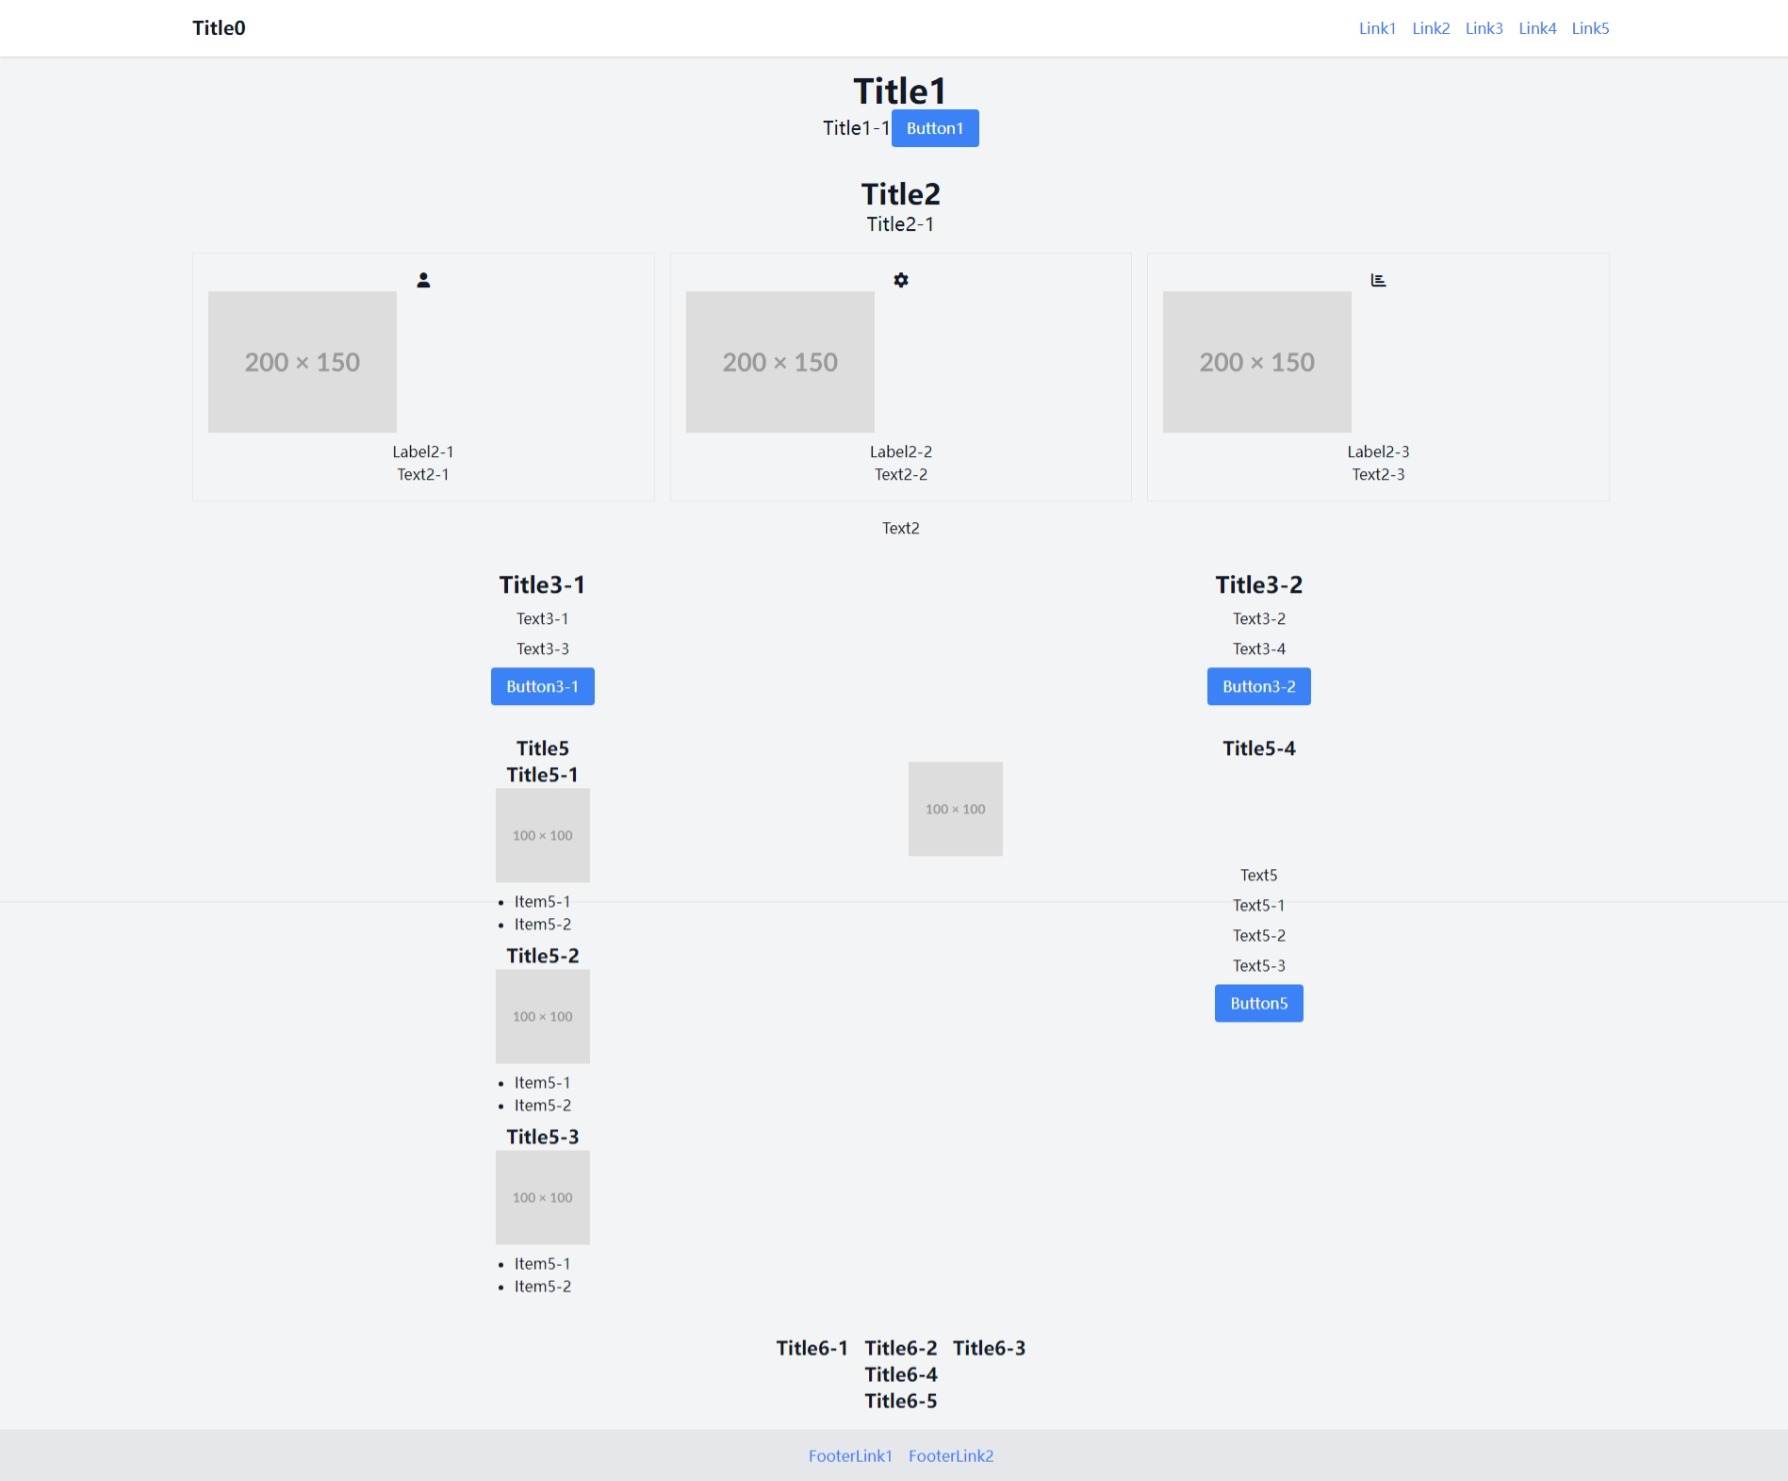 Title0
Link1 Link2 Link3 Link4 Link5
Title1
Title1-1 Button1
Title2
Title2-1
200 × 150
Label2-1
Text2-1
200 × 150
Label2-2
Text2-2
200 × 150
Label2-3
Text2-3
Text2
Title3-1
Text3-1
Text3-3
Button3-1
Title3-2
Text3-2
Text3-4
Button3-2
Title5
Title5-1
100 × 100
• Item5-1
• Item5-2
Title5-2
100 × 100
• Item5-1
• Item5-2
Title5-3
100 × 100
• Item5-1
• Item5-2
100 × 100
Title5-4
Text5
Text5-1
Text5-2
Text5-3
Button5
Title6-1 Title6-2 Title6-3
Title6-4
Title6-5
FooterLink1 FooterLink2